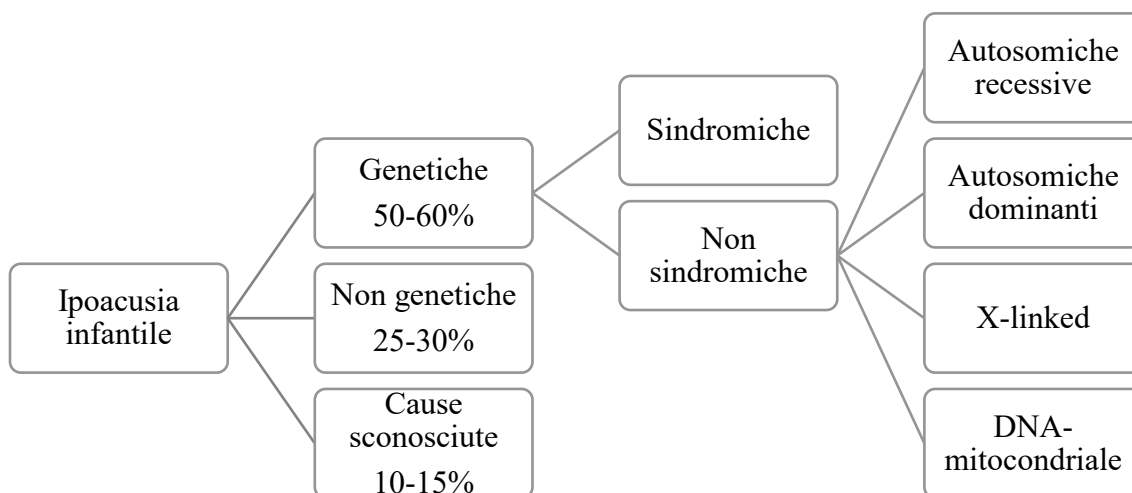 Ipoacusia
infantile
Genetiche
50-60%
Non genetiche
25-30%
Cause
sconosciute
10-15%
Sindromiche
Non
sindromiche
Autosomiche
recessive
Autosomiche
dominanti
X-linked
DNA-
mitocondriale